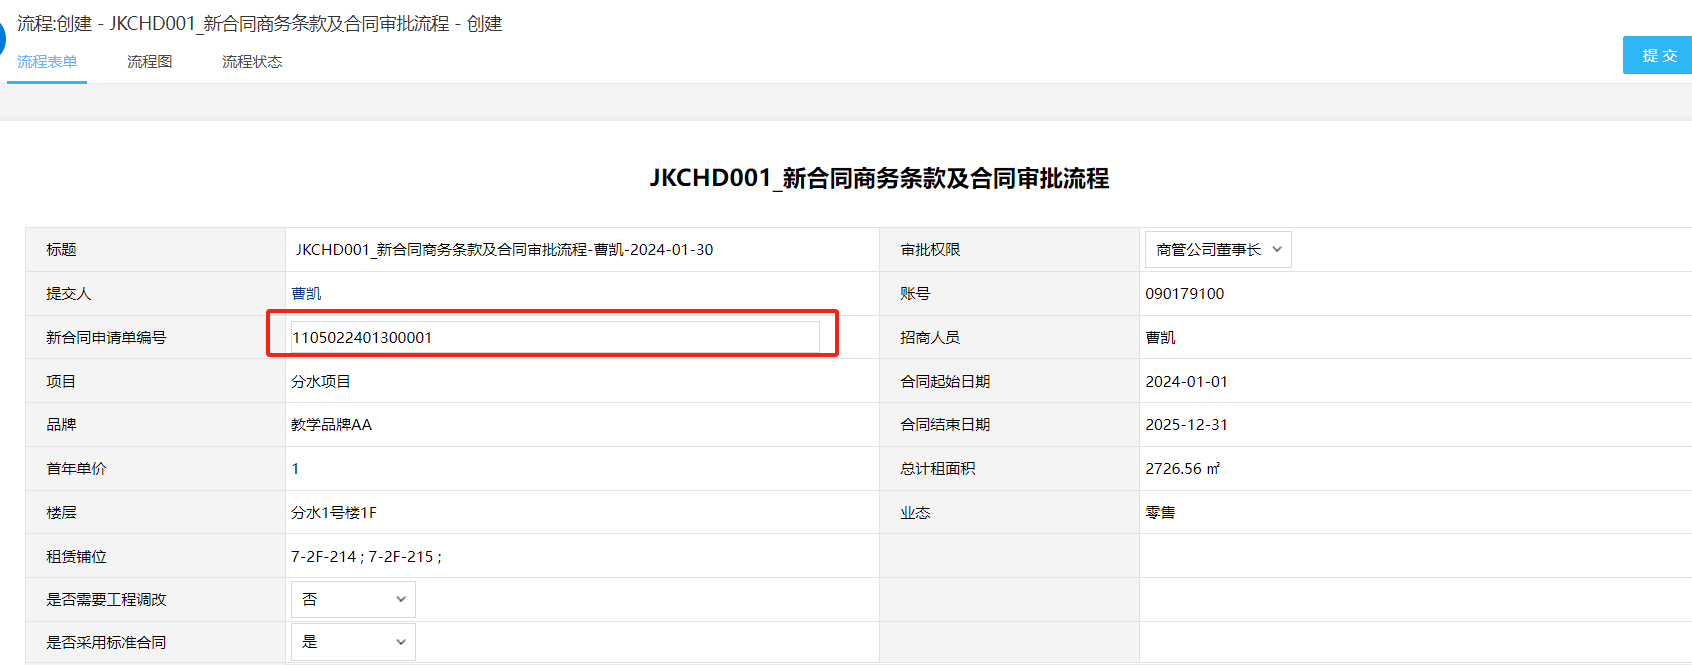 流程:创建 - JKCHD001_新合同商务条款及合同审批流程 - 创建
流程表单 流程图 流程状态
提 交
JKCHD001_新合同商务条款及合同审批流程
标题 JKCHD001_新合同商务条款及合同审批流程-曹凯-2024-01-30 审批权限 商管公司董事长
提交人 曹凯 账号 090179100
新合同申请单编号 1105022401300001 招商人员 曹凯
项目 分水项目 合同起始日期 2024-01-01
品牌 教学品牌AA 合同结束日期 2025-12-31
首年单价 1 总计租面积 2726.56 ㎡
楼层 分水1号楼1F 业态 零售
租赁铺位 7-2F-214 ; 7-2F-215 ;
是否需要工程调改 否
是否采用标准合同 是